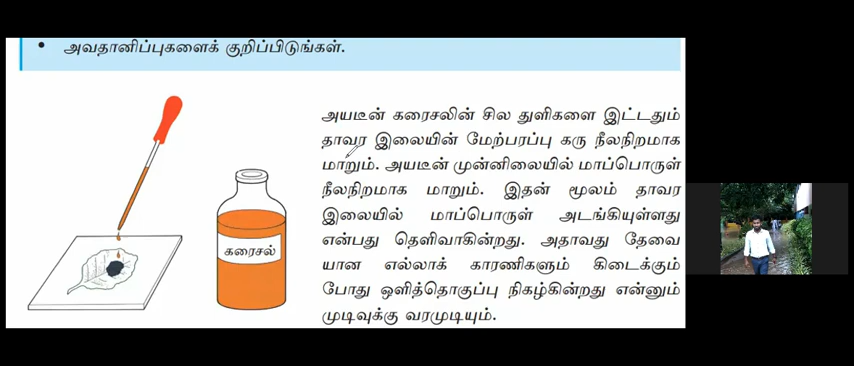 • அவதானிப்புகளைக் குறிப்பிடுங்கள்.
அயடீன் கரைசலின் சில துளிகளை இட்டதும்
தாவர இலையின் மேற்பரப்பு கரு நீலநிறமாக
மாறும். அயடீன் முன்னிலையில் மாப்பொருள்
நீலநிறமாக மாறும். இதன் மூலம் தாவர
இலையில் மாப்பொருள் அடங்கியுள்ளது
என்பது தெளிவாகின்றது. அதாவது தேவை
யான எல்லாக் காரணிகளும் கிடைக்கும்
போது ஒளித்தொகுப்பு நிகழ்கின்றது என்னும்
முடிவுக்கு வரமுடியும்.
கரைசல்